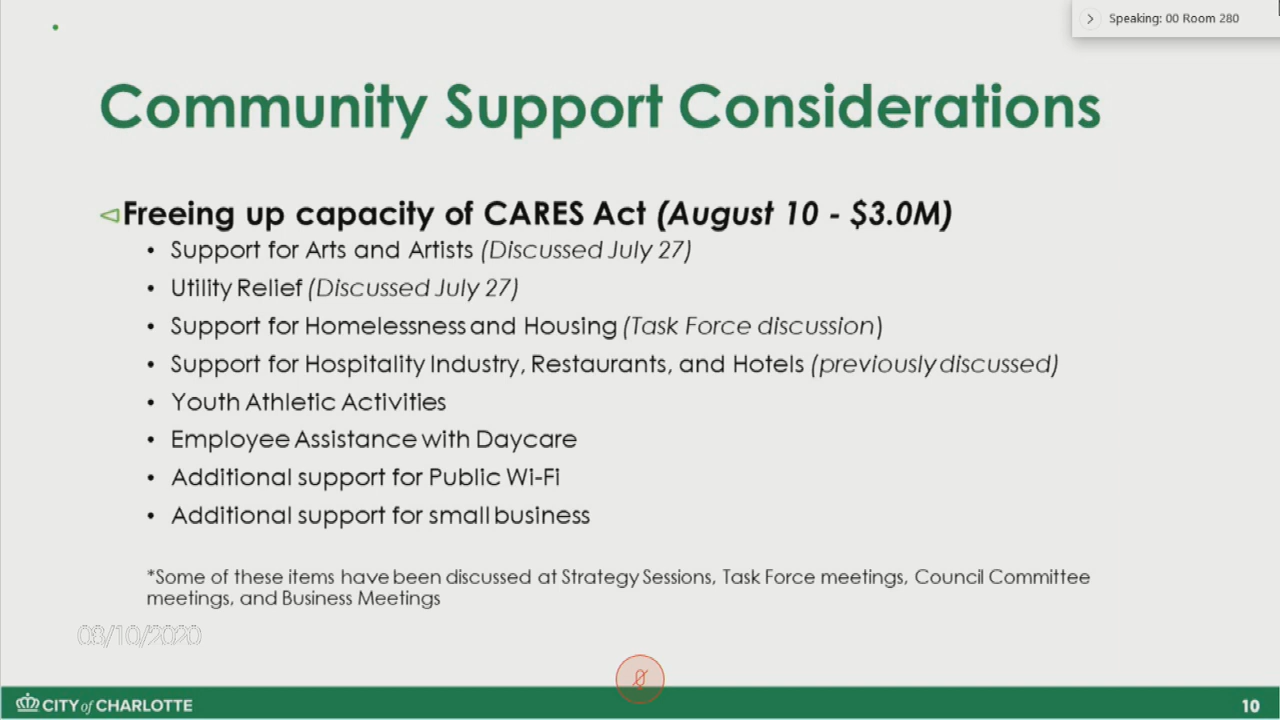 Speaking: 00 Room 280
Community Support Considerations
Freeing up capacity of CARES Act (August 10 - $3.0M)
• Support for Arts and Artists (Discussed July 27)
• Utility Relief (Discussed July 27)
• Support for Homelessness and Housing (Task Force discussion)
• Support for Hospitality Industry, Restaurants, and Hotels (previously discussed)
• Youth Athletic Activities
• Employee Assistance with Daycare
• Additional support for Public Wi-Fi
• Additional support for small business
*Some of these items have been discussed at Strategy Sessions, Task Force meetings, Council Committee
meetings, and Business Meetings
08/10/2020
CITY of CHARLOTTE
10